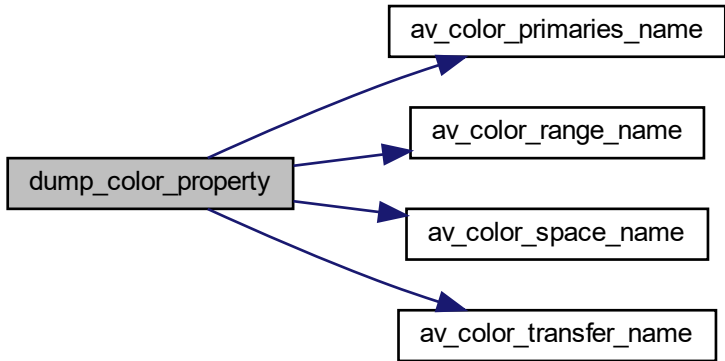 av_color_primaries_name
av_color_range_name
dump_color_property
av_color_space_name
av_color_transfer_name